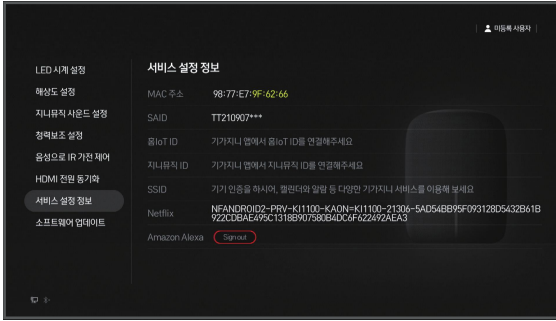 미등록 사용자
LED 시계 설정
해상도 설정
지니뮤직 사운드 설정
청력보조 설정
음성으로 IR 가전 제어
HDMI 전원 동기화
서비스 설정 정보
소프트웨어 업데이트
서비스 설정 정보
MAC 주소 98:77:E7:9F:62:66
SAID TT210907***
홈IoT ID 기가지니 앱에서 홈IoT ID를 연결해주세요
지니뮤직 ID 기가지니 앱에서 지니뮤직 ID를 연결해주세요
SSID 기기 인증을 하시어, 캘린더와 알람 등 다양한 기가지니 서비스를 이용해 보세요
Netflix NFANDROID2-PRV-KI1100-KAON=KI1100-21306-5AD54BB95F093128D5432B61B
922CDBAE495C1318B907580B4DC6F622492AEA3
Amazon Alexa Sign out